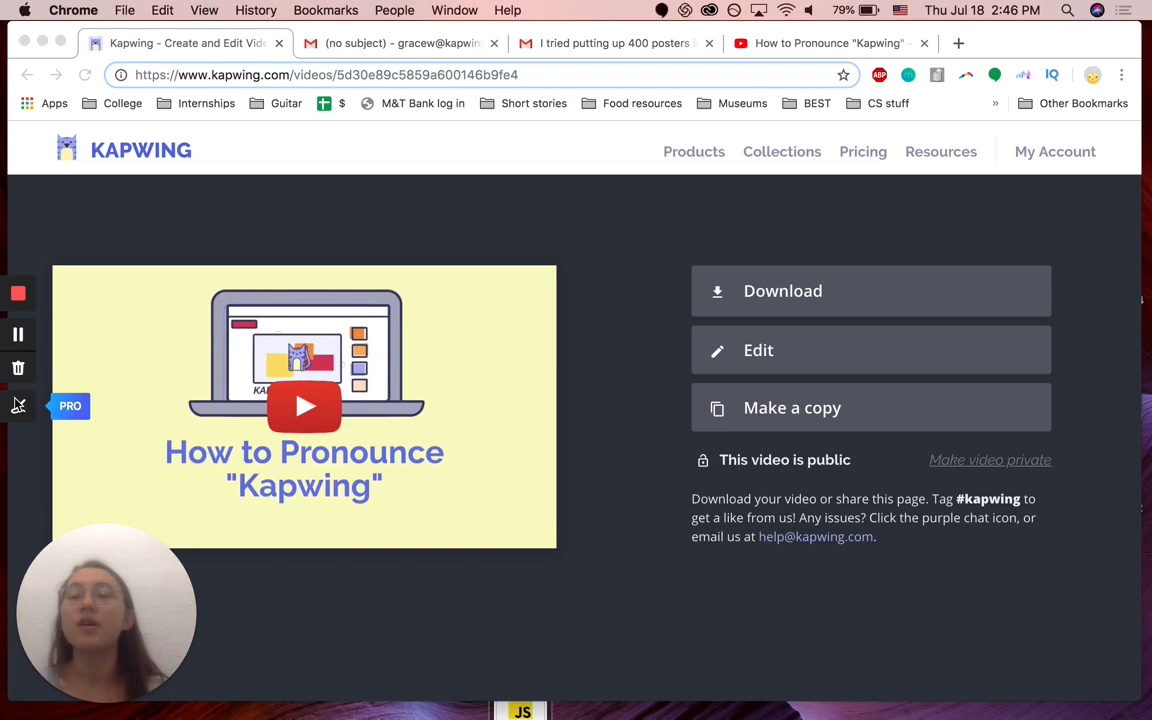 Chrome File Edit View History Bookmarks People Window Help 79% Thu Jul 18 2:46 PM
Kapwing - Create and Edit Vide
(no subject) - gracew@kapwin
I tried putting up 400 posters i
How to Pronounce "Kapwing" -
https://www.kapwing.com/videos/5d30e89c5859a600146b9fe4
ABP
IQ
Apps College Internships Guitar $ M&T Bank log in Short stories Food resources Museums BEST CS stuff » Other Bookmarks
KAPWING
Products Collections Pricing Resources My Account
Download
Edit
Make a copy
This video is public Make video private
Download your video or share this page. Tag #kapwing to
get a like from us! Any issues? Click the purple chat icon, or
email us at help@kapwing.com.
PRO
KA
How to Pronounce
"Kapwing"
JS